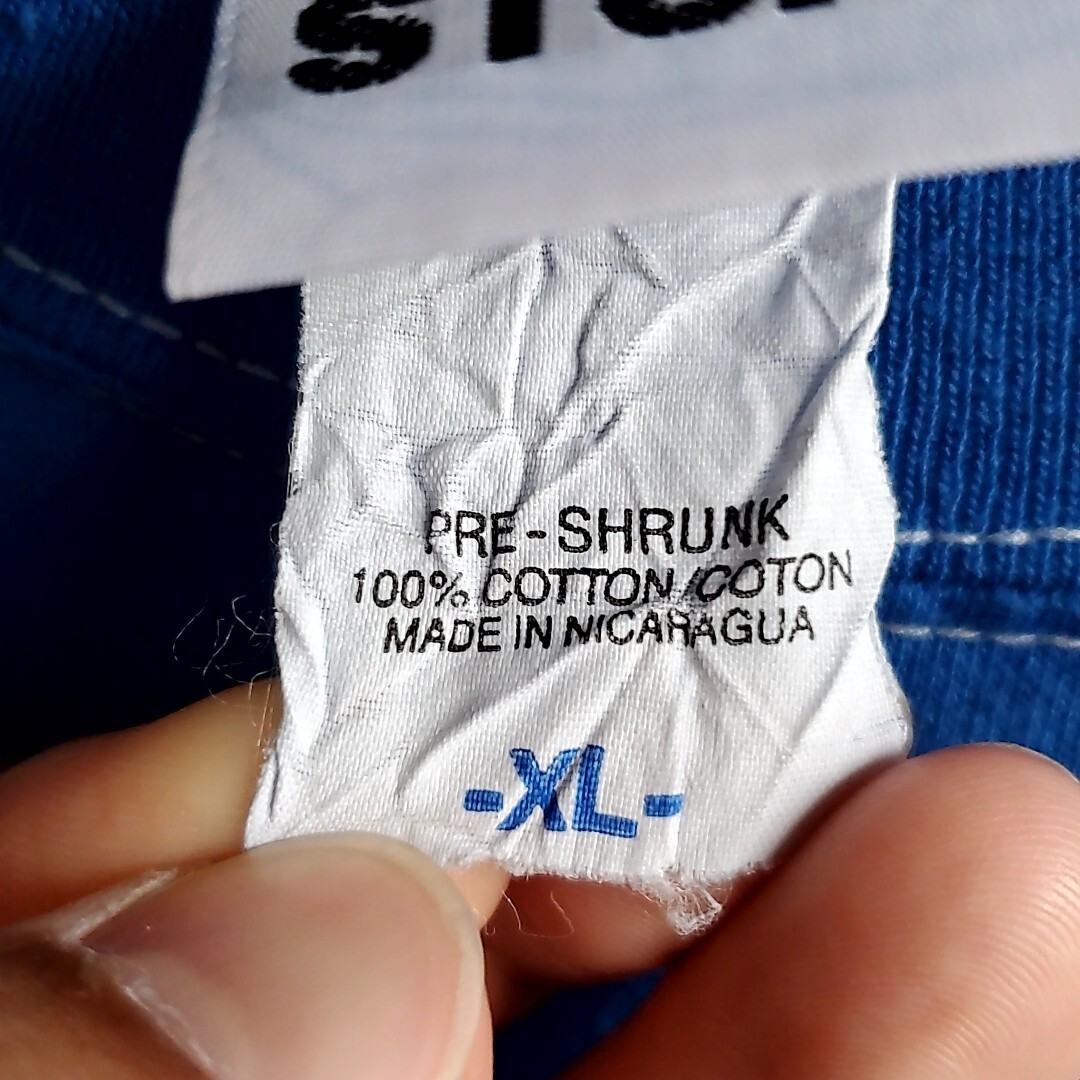 PRE-SHRUNK
100% COTTON/COTON
MADE IN NICARAGUA
-XL-